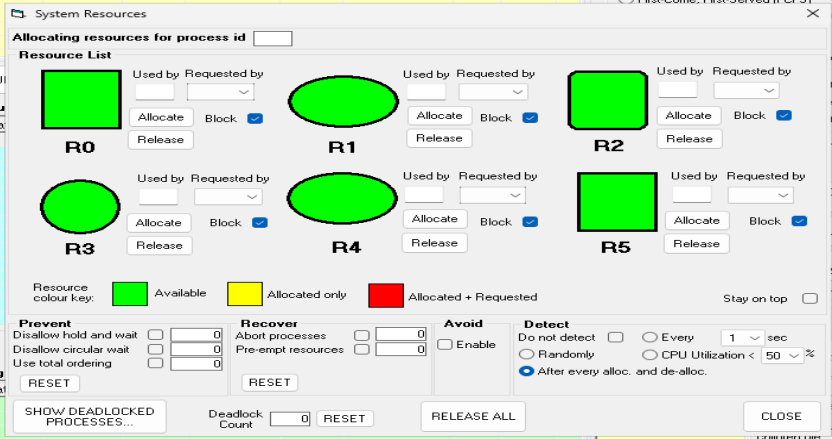 First-Come, First-Served (FCFS)
System Resources
Allocating resources for process id
Resource List
Used by Requested by
Allocate Block
Release
R0
Used by Requested by
Allocate Block
Release
R1
Used by Requested by
Allocate Block
Release
R2
Used by Requested by
Allocate Block
Release
R3
Used by Requested by
Allocate Block
Release
R4
Used by Requested by
Allocate Block
Release
R5
Resource
colour key:
Available
Allocated only
Allocated + Requested
Stay on top
Prevent
Disallow hold and wait 0
Disallow circular wait 0
Use total ordering 0
RESET
Recover
Abort processes 0
Pre-empt resources 0
RESET
Avoid
Enable
Detect
Do not detect Every 1 sec
Randomly CPU Utilization < 50 %
After every alloc. and de-alloc.
SHOW DEADLOCKED
PROCESSES...
Deadlock
Count 0 RESET
RELEASE ALL
CLOSE